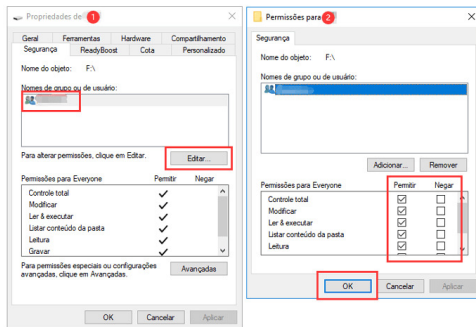 Propriedades de
1
Geral Ferramentas Hardware Compartilhamento
Segurança ReadyBoost Cota Personalizado
Nome do objeto: F:\
Nomes de grupo ou de usuário:
Para alterar permissões, clique em Editar.
Editar...
Permissões para Everyone Permitir Negar
Controle total
Modificar
Ler & executar
Listar conteúdo da pasta
Leitura
Gravar
Para permissões especiais ou configurações
avançadas, clique em Avançadas.
Avançadas
OK Cancelar Aplicar
Permissões para
2
Segurança
Nome do objeto: F:\
Nomes de grupo ou de usuário:
Adicionar... Remover
Permissões para Everyone Permitir Negar
Controle total
Modificar
Ler & executar
Listar conteúdo da pasta
Leitura
OK Cancelar Aplicar